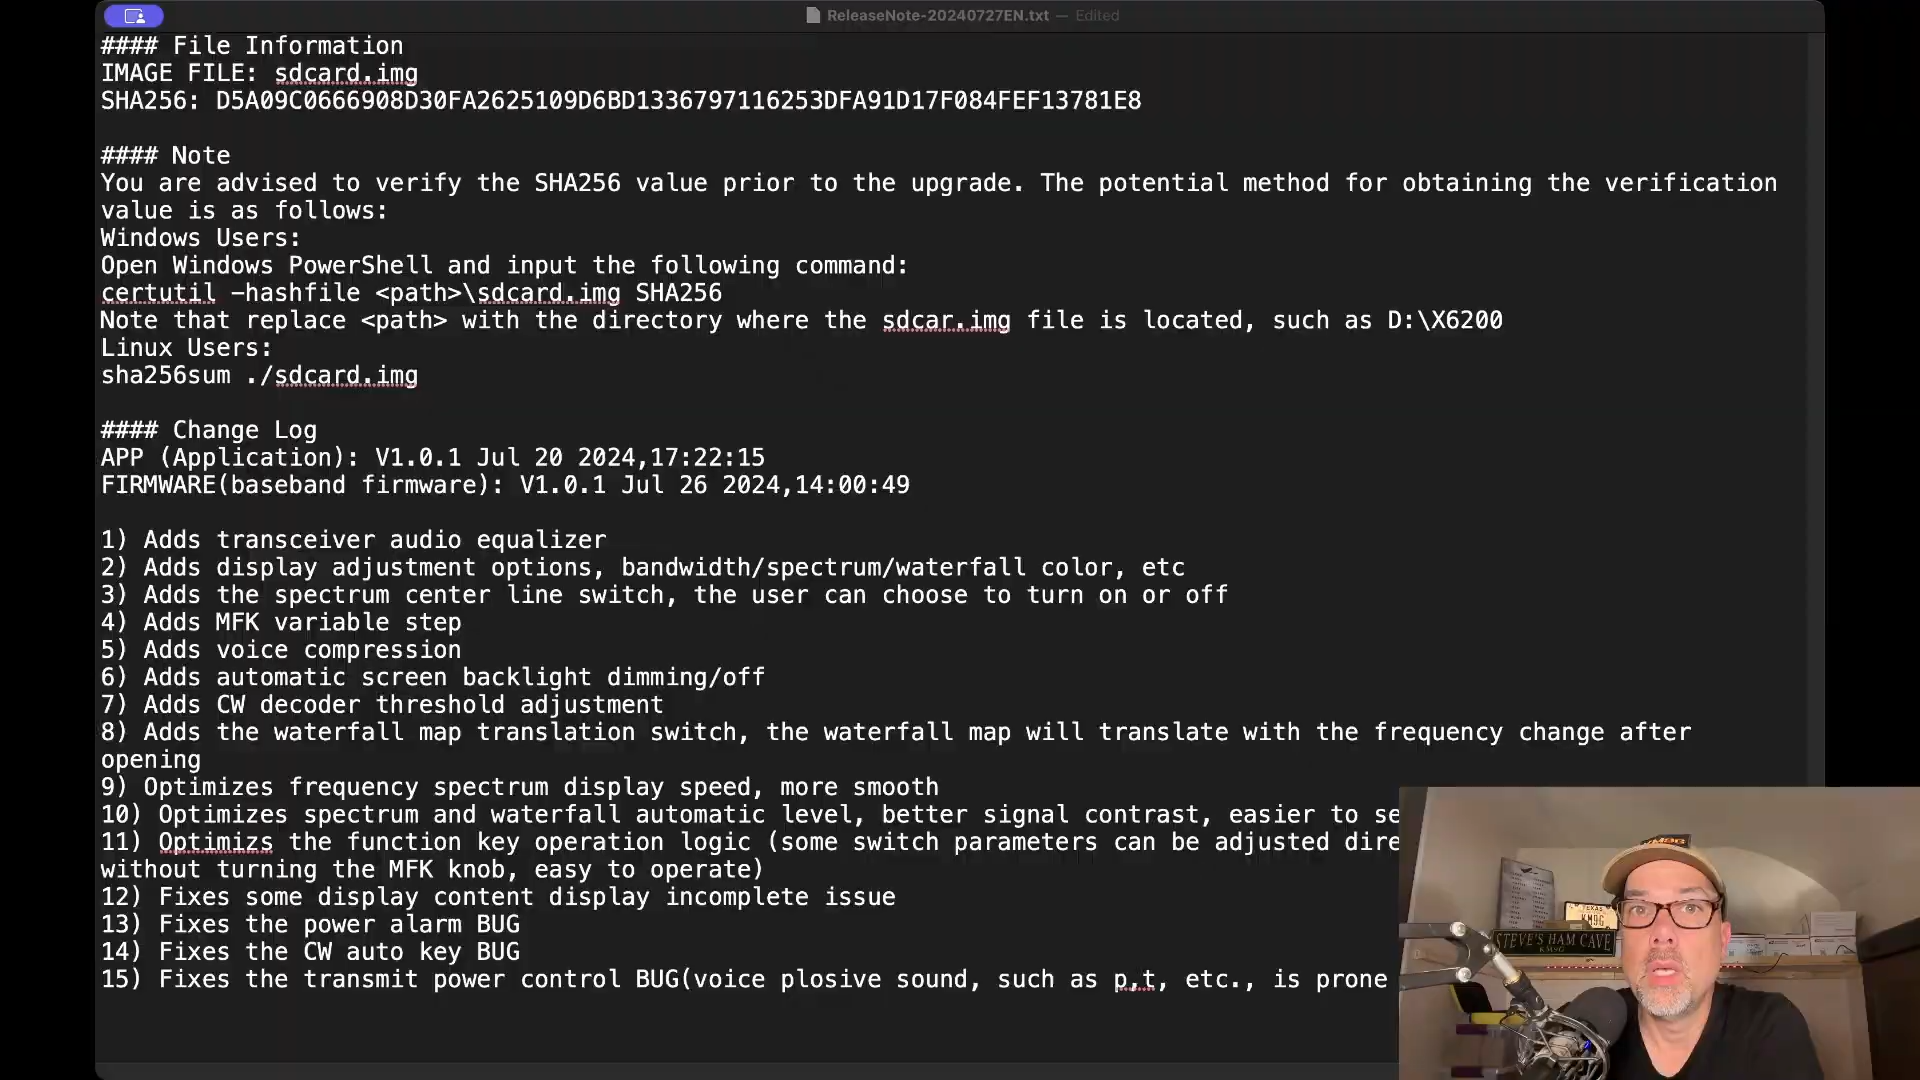 ReleaseNote-20240727EN.txt — Edited
#### File Information
IMAGE FILE: sdcard.img
SHA256: D5A09C0666908D30FA2625109D6BD1336797116253DFA91D17F084FEF13781E8
#### Note
You are advised to verify the SHA256 value prior to the upgrade. The potential method for obtaining the verification
value is as follows:
Windows Users:
Open Windows PowerShell and input the following command:
certutil -hashfile <path>\sdcard.img SHA256
Note that replace <path> with the directory where the sdcar.img file is located, such as D:\X6200
Linux Users:
sha256sum ./sdcard.img
#### Change Log
APP (Application): V1.0.1 Jul 20 2024,17:22:15
FIRMWARE(baseband firmware): V1.0.1 Jul 26 2024,14:00:49
1) Adds transceiver audio equalizer
2) Adds display adjustment options, bandwidth/spectrum/waterfall color, etc
3) Adds the spectrum center line switch, the user can choose to turn on or off
4) Adds MFK variable step
5) Adds voice compression
6) Adds automatic screen backlight dimming/off
7) Adds CW decoder threshold adjustment
8) Adds the waterfall map translation switch, the waterfall map will translate with the frequency change after
opening
9) Optimizes frequency spectrum display speed, more smooth
10) Optimizes spectrum and waterfall automatic level, better signal contrast, easier to se
11) Optimizs the function key operation logic (some switch parameters can be adjusted dire
without turning the MFK knob, easy to operate)
12) Fixes some display content display incomplete issue
13) Fixes the power alarm BUG
14) Fixes the CW auto key BUG
15) Fixes the transmit power control BUG(voice plosive sound, such as p,t, etc., is prone
KM9G
TEXAS
KM9G
STEVE'S HAM CAVE
KM9G